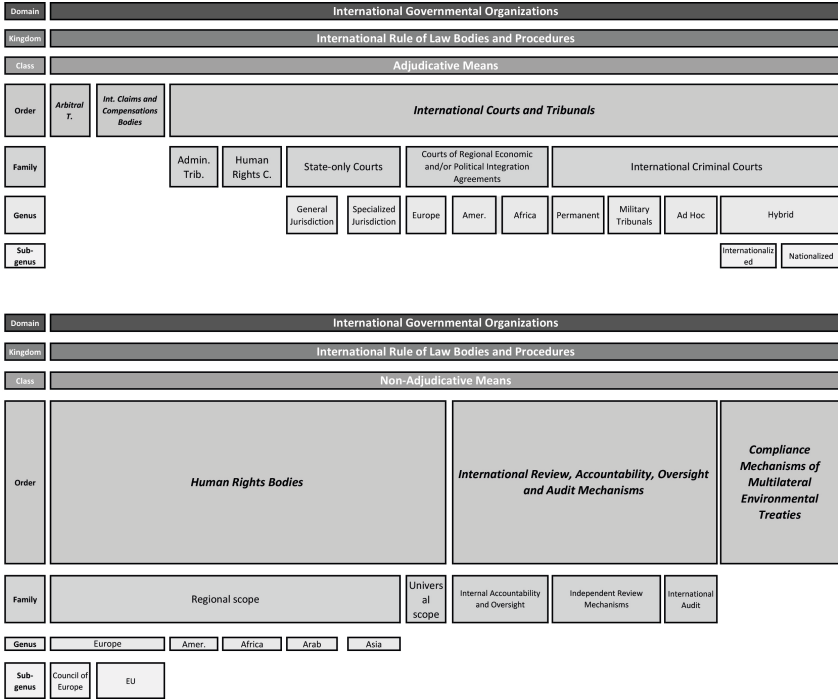 Domain International Governmental Organizations
Kingdom International Rule of Law Bodies and Procedures
Class Adjudicative Means
Order
Arbitral
T.
Int. Claims and
Compensations
Bodies
International Courts and Tribunals
Family
Admin.
Trib.
Human
Rights C.
State-only Courts
Courts of Regional Economic
and/or Political Integration
Agreements
International Criminal Courts
Genus
General
Jurisdiction
Specialized
Jurisdiction
Europe
Amer.
Africa
Permanent
Military
Tribunals
Ad Hoc
Hybrid
Sub-
genus
Internationaliz
ed
Nationalized
Domain International Governmental Organizations
Kingdom International Rule of Law Bodies and Procedures
Class Non-Adjudicative Means
Order
Human Rights Bodies
International Review, Accountability, Oversight
and Audit Mechanisms
Compliance
Mechanisms of
Multilateral
Environmental
Treaties
Family
Regional scope
Univers
al
scope
Internal Accountability
and Oversight
Independent Review
Mechanisms
International
Audit
Genus
Europe
Amer.
Africa
Arab
Asia
Sub-
genus
Council of
Europe
EU